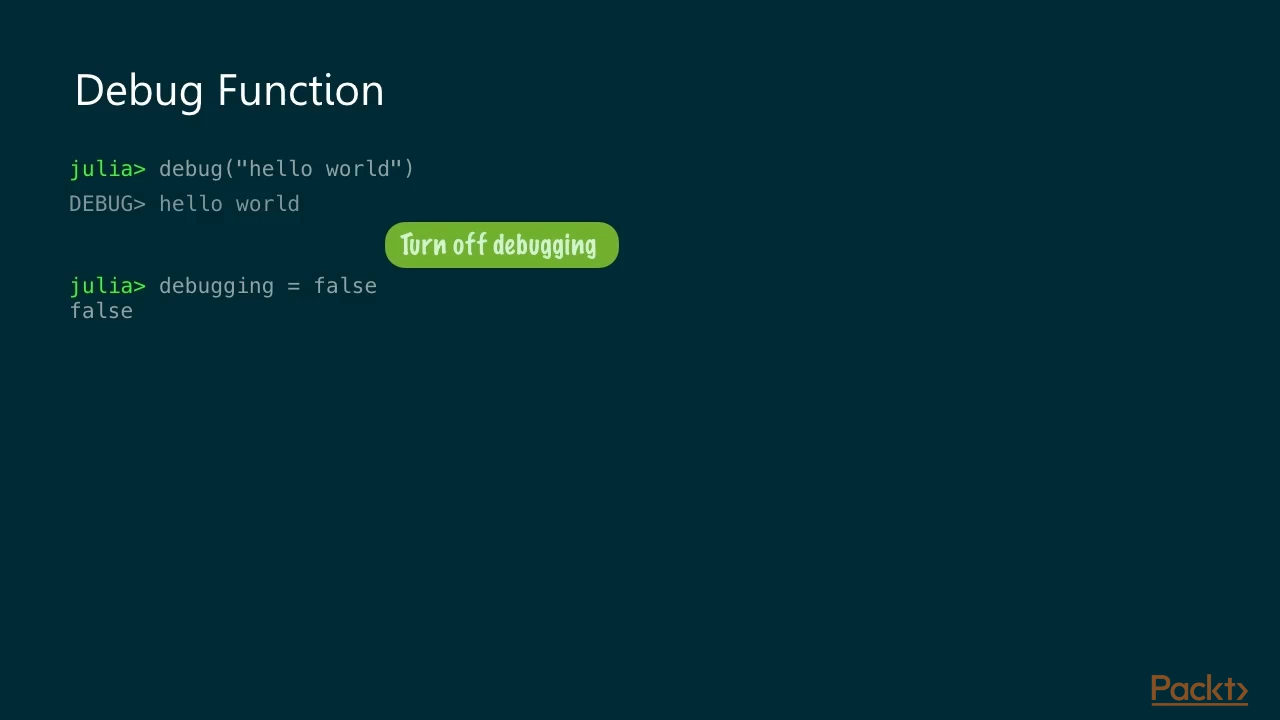 Debug Function
julia> debug("hello world")
DEBUG> hello world
Turn off debugging
julia> debugging = false
false
Packt>